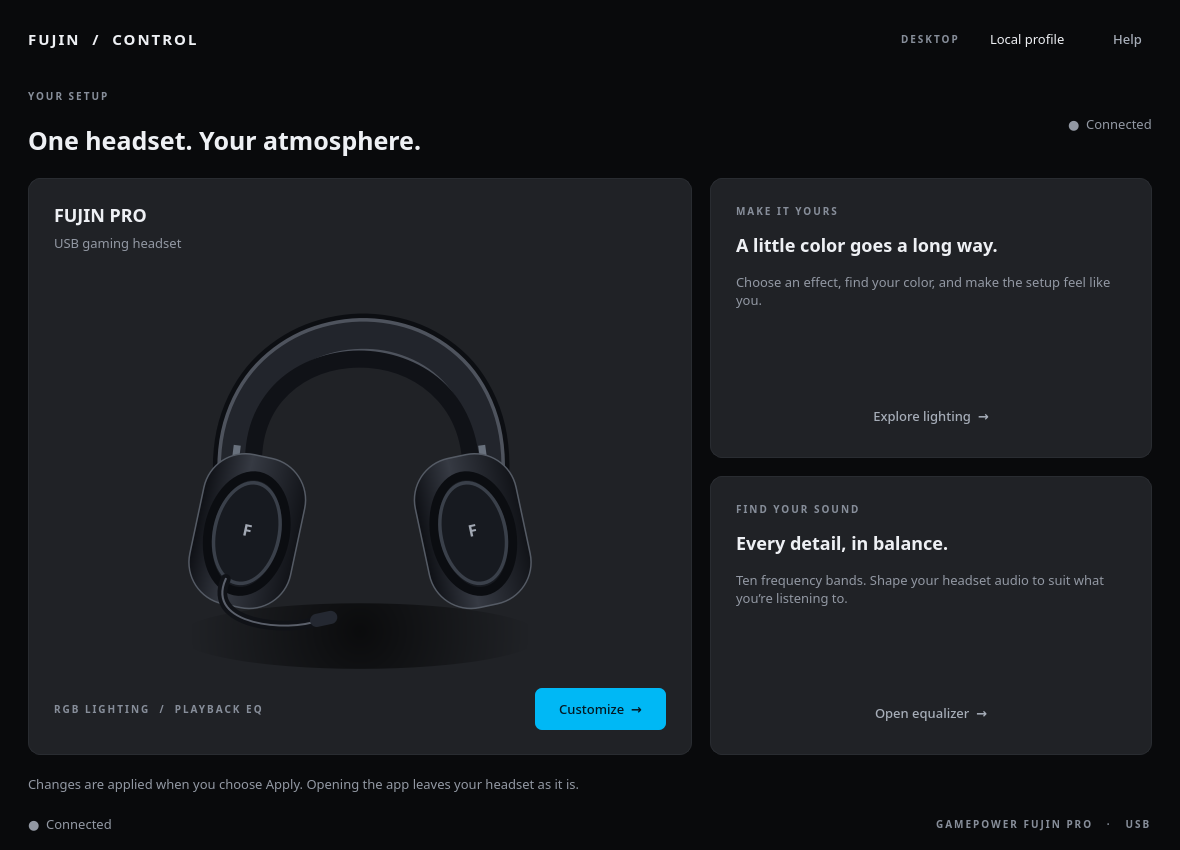 FUJIN / CONTROL
DESKTOP
Local profile
Help
YOUR SETUP
One headset. Your atmosphere.
Connected
FUJIN PRO
USB gaming headset
F
F
RGB LIGHTING / PLAYBACK EQ
Customize →
MAKE IT YOURS
A little color goes a long way.
Choose an effect, find your color, and make the setup feel like
you.
Explore lighting →
FIND YOUR SOUND
Every detail, in balance.
Ten frequency bands. Shape your headset audio to suit what
you're listening to.
Open equalizer →
Changes are applied when you choose Apply. Opening the app leaves your headset as it is.
Connected
GAMEPOWER FUJIN PRO · USB